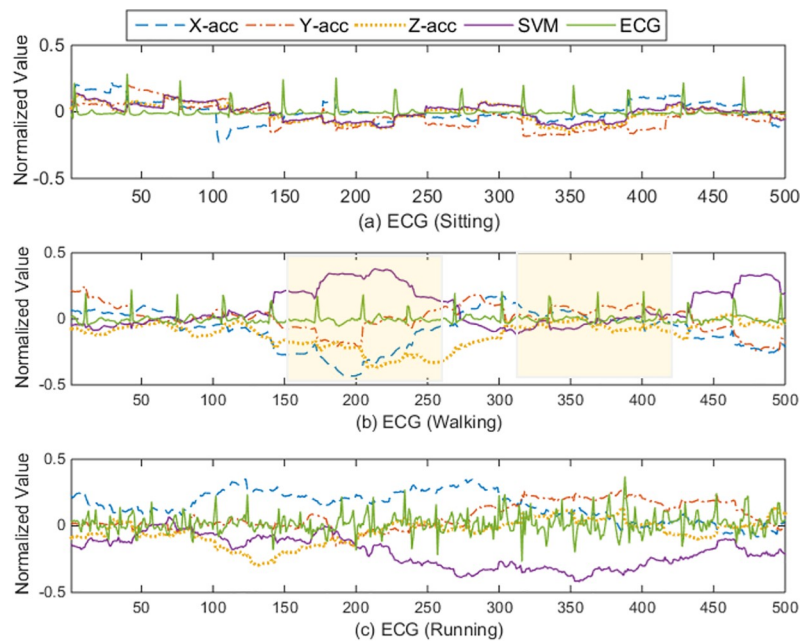 X-acc Y-acc Z-acc SVM ECG
Normalized Value
0.5
0
-0.5
50 100 150 200 250 300 350 400 450 500
(a) ECG (Sitting)
Normalized Value
0.5
0
-0.5
50 100 150 200 250 300 350 400 450 500
(b) ECG (Walking)
Normalized Value
0.5
0
-0.5
50 100 150 200 250 300 350 400 450 500
(c) ECG (Running)